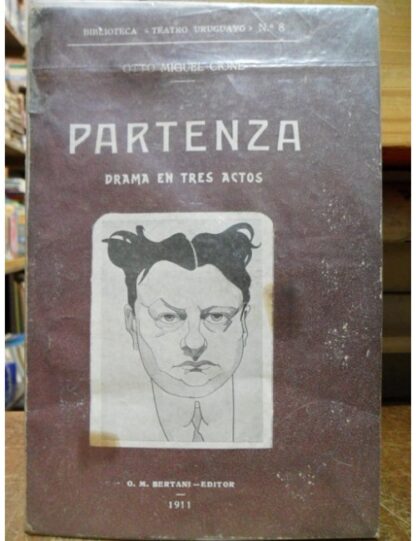 BIBLIOTECA « TEATRO URUGUAYO » N.º 8
OTTO MIGUEL CIONE
PARTENZA
DRAMA EN TRES ACTOS
O. M. BERTANI—EDITOR
1911